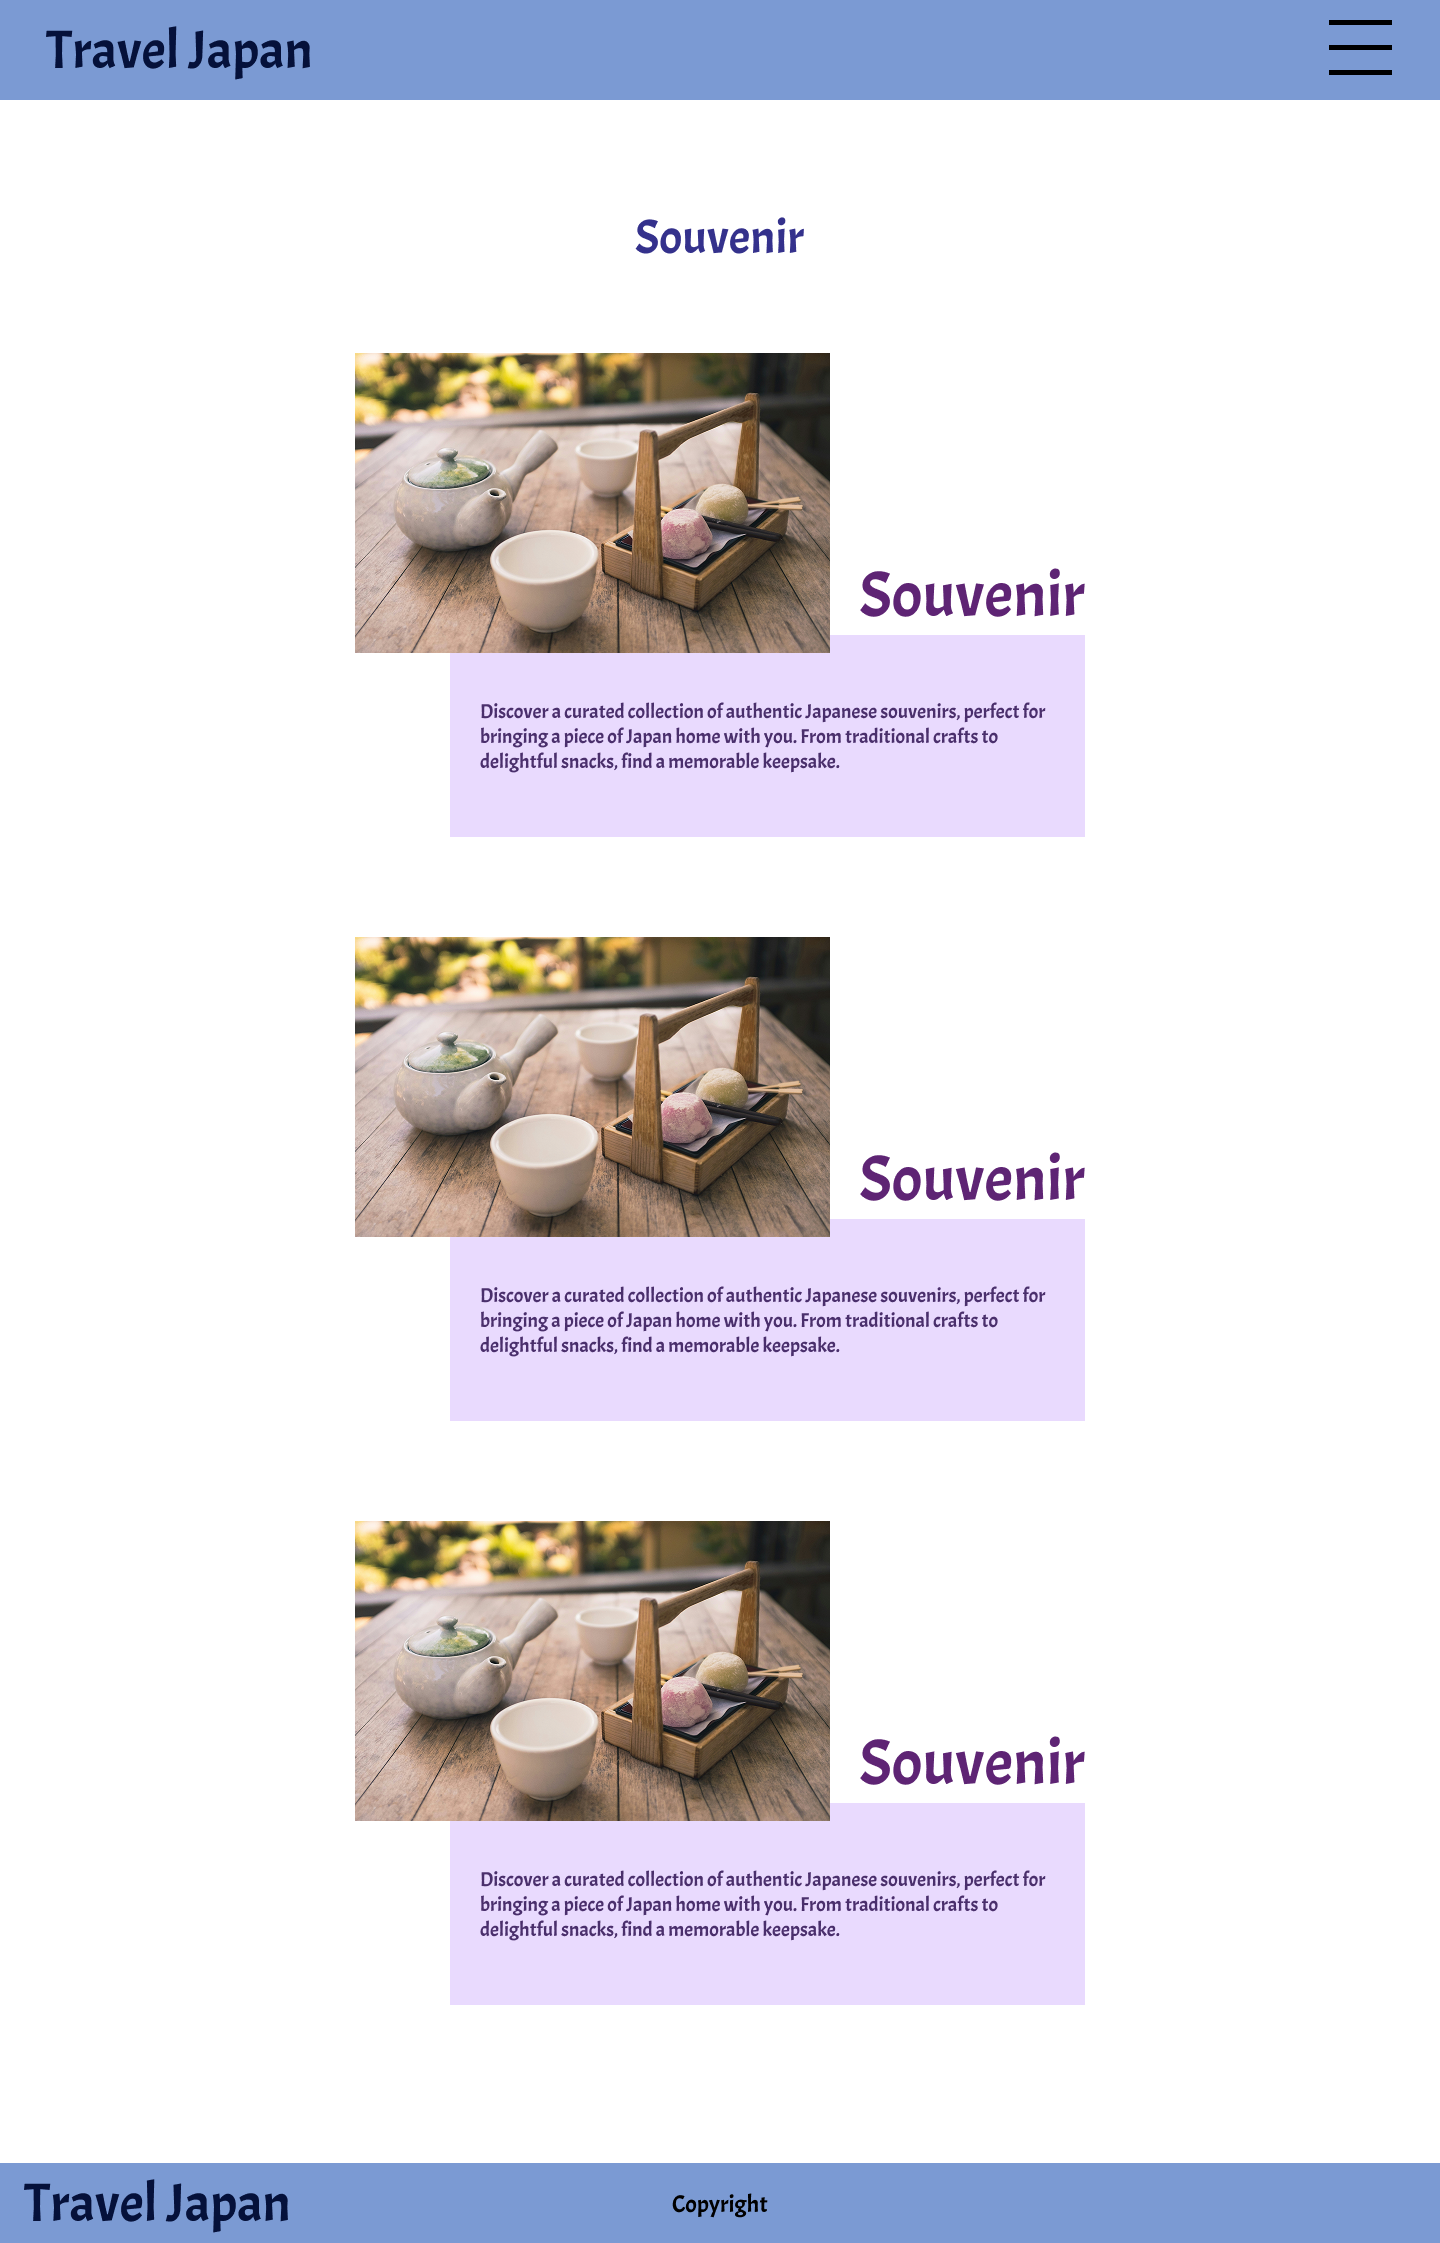 Travel Japan
Souvenir
Souvenir
Discover a curated collection of authentic Japanese souvenirs, perfect for
bringing a piece of Japan home with you. From traditional crafts to
delightful snacks, find a memorable keepsake.
Souvenir
Discover a curated collection of authentic Japanese souvenirs, perfect for
bringing a piece of Japan home with you. From traditional crafts to
delightful snacks, find a memorable keepsake.
Souvenir
Discover a curated collection of authentic Japanese souvenirs, perfect for
bringing a piece of Japan home with you. From traditional crafts to
delightful snacks, find a memorable keepsake.
Travel Japan
Copyright